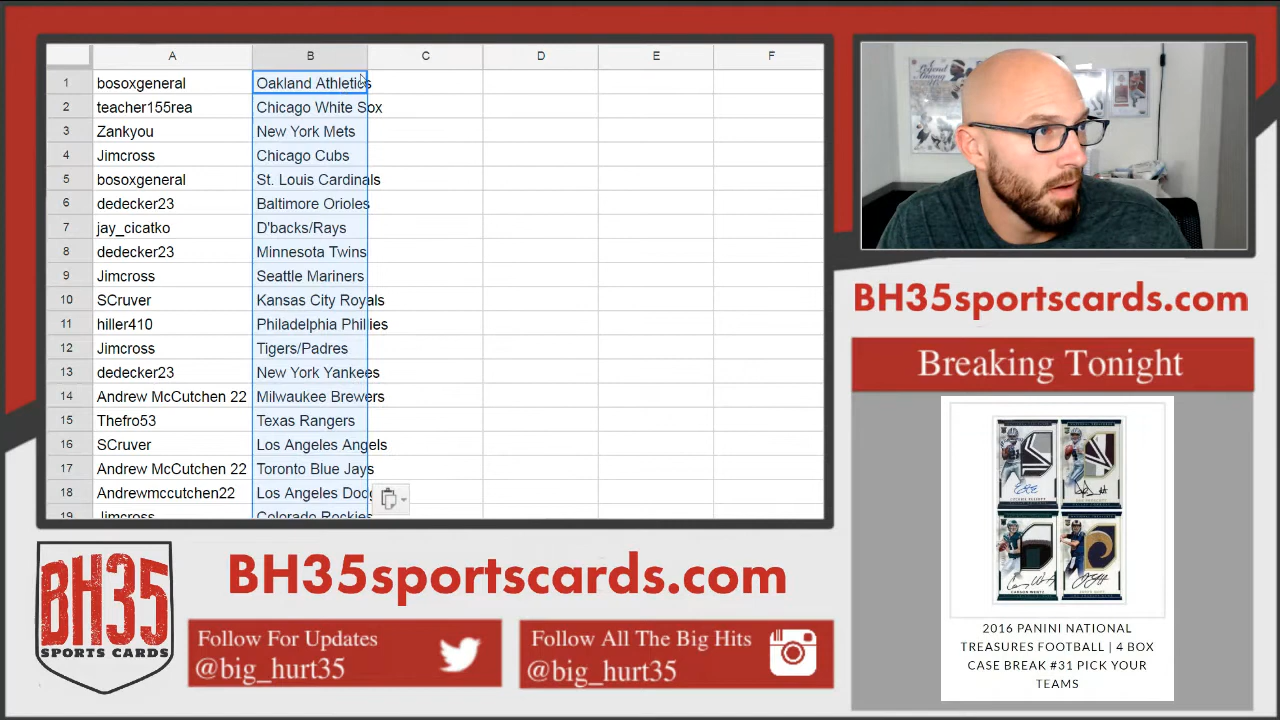 A B C D E F
1 bosoxgeneral Oakland Athletics
2 teacher155rea Chicago White Sox
3 Zankyou New York Mets
4 Jimcross Chicago Cubs
5 bosoxgeneral St. Louis Cardinals
6 dedecker23 Baltimore Orioles
7 jay_cicatko D'backs/Rays
8 dedecker23 Minnesota Twins
9 Jimcross Seattle Mariners
10 SCruver Kansas City Royals
11 hiller410 Philadelphia Phillies
12 Jimcross Tigers/Padres
13 dedecker23 New York Yankees
14 Andrew McCutchen 22 Milwaukee Brewers
15 Thefro53 Texas Rangers
16 SCruver Los Angeles Angels
17 Andrew McCutchen 22 Toronto Blue Jays
18 Andrewmccutchen22 Los Angeles
19 Jimcross
BH35sportscards.com
Breaking Tonight
2016 PANINI NATIONAL
TREASURES FOOTBALL | 4 BOX
CASE BREAK #31 PICK YOUR
TEAMS
BH35
SPORTS CARDS
BH35sportscards.com
Follow For Updates
@big_hurt35
Follow All The Big Hits
@big_hurt35